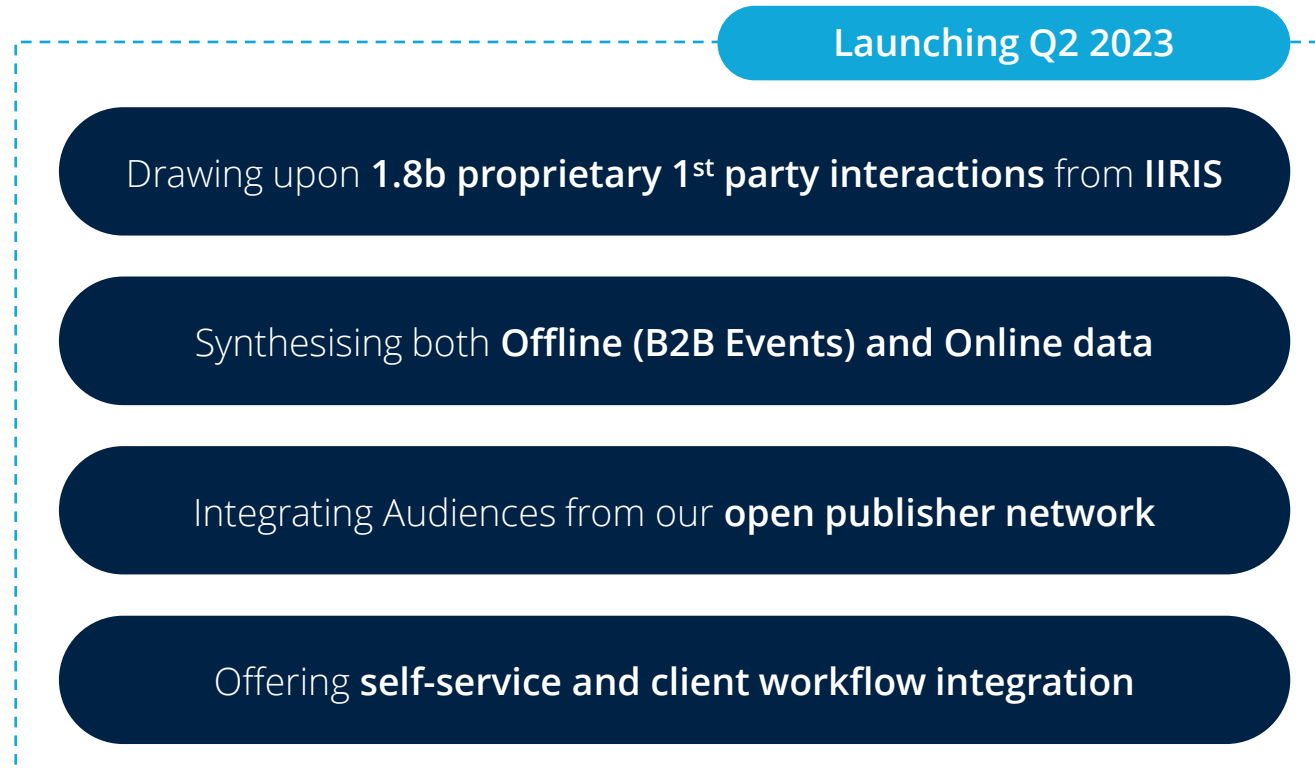 Launching Q2 2023
Drawing upon 1.8b proprietary 1st party interactions from IIRIS
Synthesising both Offline (B2B Events) and Online data
Integrating Audiences from our open publisher network
Offering self-service and client workflow integration